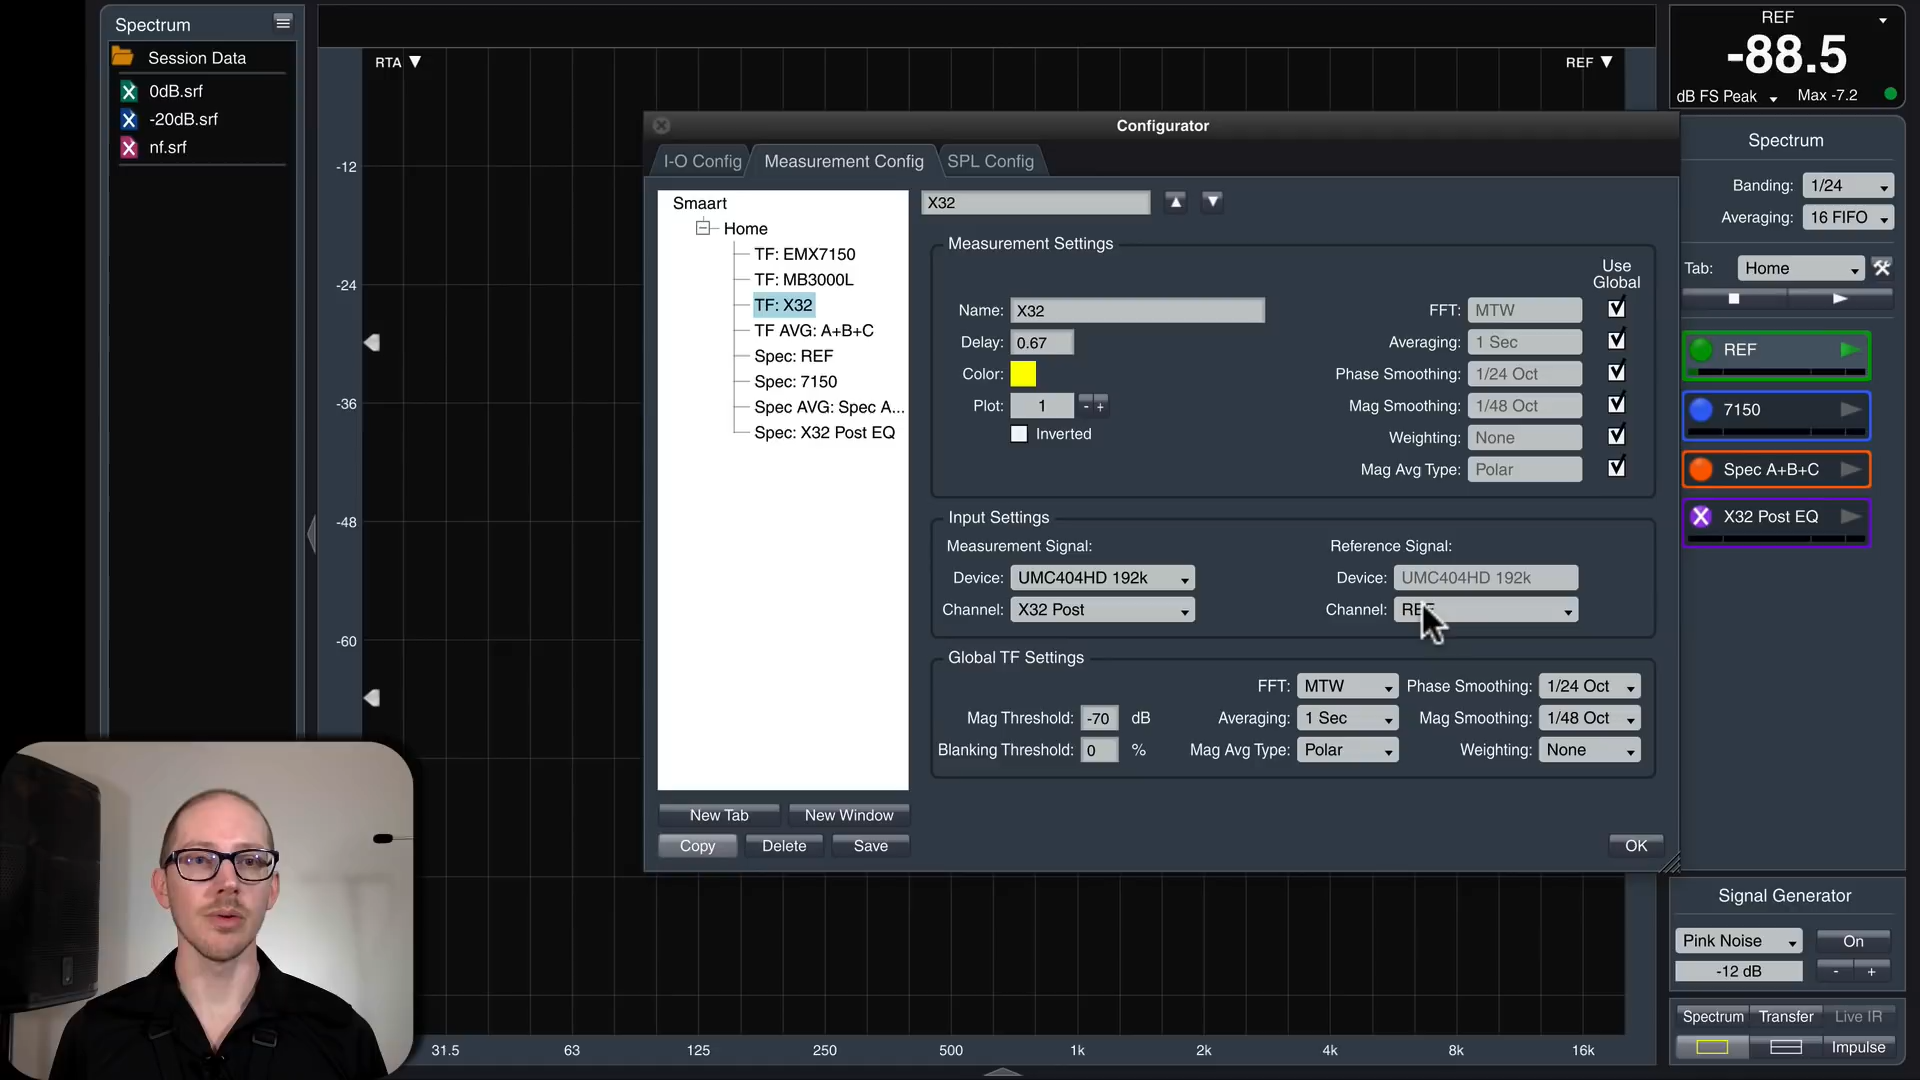 Spectrum
Session Data
0dB.srf
-20dB.srf
nf.srf
RTA
REF
-12
-24
-36
-48
-60
31.5
63
125
250
500
1k
2k
4k
8k
16k
Configurator
I-O Config
Measurement Config
SPL Config
Smaart
Home
TF: EMX7150
TF: MB3000L
TF: X32
TF AVG: A+B+C
Spec: REF
Spec: 7150
Spec AVG: Spec A...
Spec: X32 Post EQ
New Tab
New Window
Copy
Delete
Save
X32
Measurement Settings
Use
Global
Name: X32
FFT: MTW
Delay: 0.67
Averaging: 1 Sec
Color:
Phase Smoothing: 1/24 Oct
Plot: 1 - +
Mag Smoothing: 1/48 Oct
Inverted
Weighting: None
Mag Avg Type: Polar
Input Settings
Measurement Signal:
Reference Signal:
Device: UMC404HD 192k
Device: UMC404HD 192k
Channel: X32 Post
Channel: REF
Global TF Settings
FFT: MTW
Phase Smoothing: 1/24 Oct
Mag Threshold: -70 dB
Averaging: 1 Sec
Mag Smoothing: 1/48 Oct
Blanking Threshold: 0 %
Mag Avg Type: Polar
Weighting: None
OK
REF
-88.5
dB FS Peak
Max -7.2
Spectrum
Banding: 1/24
Averaging: 16 FIFO
Tab: Home
REF
7150
Spec A+B+C
X32 Post EQ
Signal Generator
Pink Noise
On
-12 dB
- +
Spectrum
Transfer
Live IR
Impulse